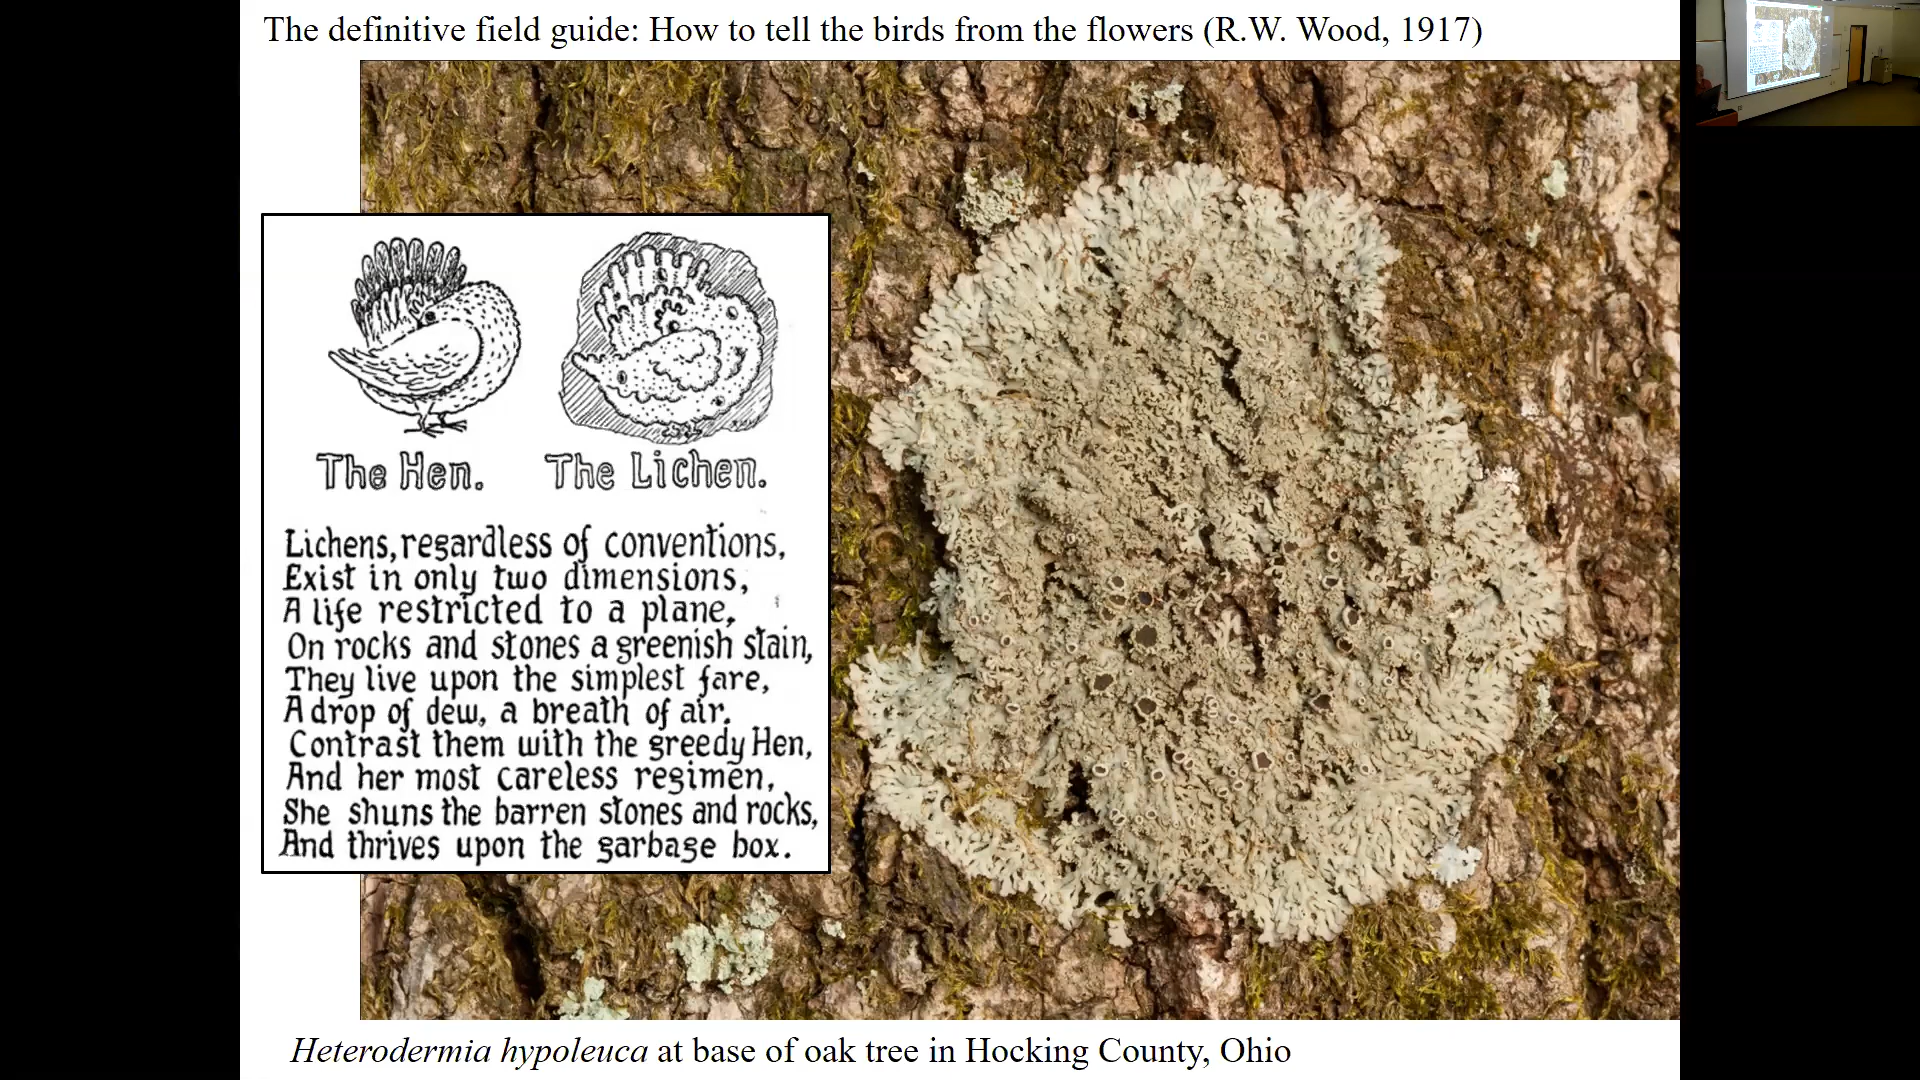 The definitive field guide: How to tell the birds from the flowers (R.W. Wood, 1917)
The Hen.
The Lichen.
Lichens, regardless of conventions,
Exist in only two dimensions,
A life restricted to a plane,
On rocks and stones a greenish stain,
They live upon the simplest fare,
A drop of dew, a breath of air.
Contrast them with the greedy Hen,
And her most careless regimen,
She shuns the barren stones and rocks,
And thrives upon the garbage box.
Heterodermia hypoleuca at base of oak tree in Hocking County, Ohio